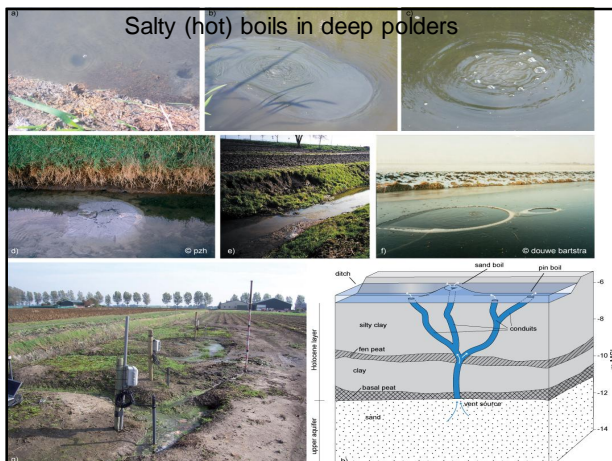 Salty (hot) boils in deep polders
a)
b)
c)
d)
© pzh
e)
f)
© douwe bartstra
sand boil
ditch
pin boil
-6
silty clay
conduits
-8
Holocene layer
fen peat
-10
clay
basal peat
-12
vent source
upper aquifer
sand
-14